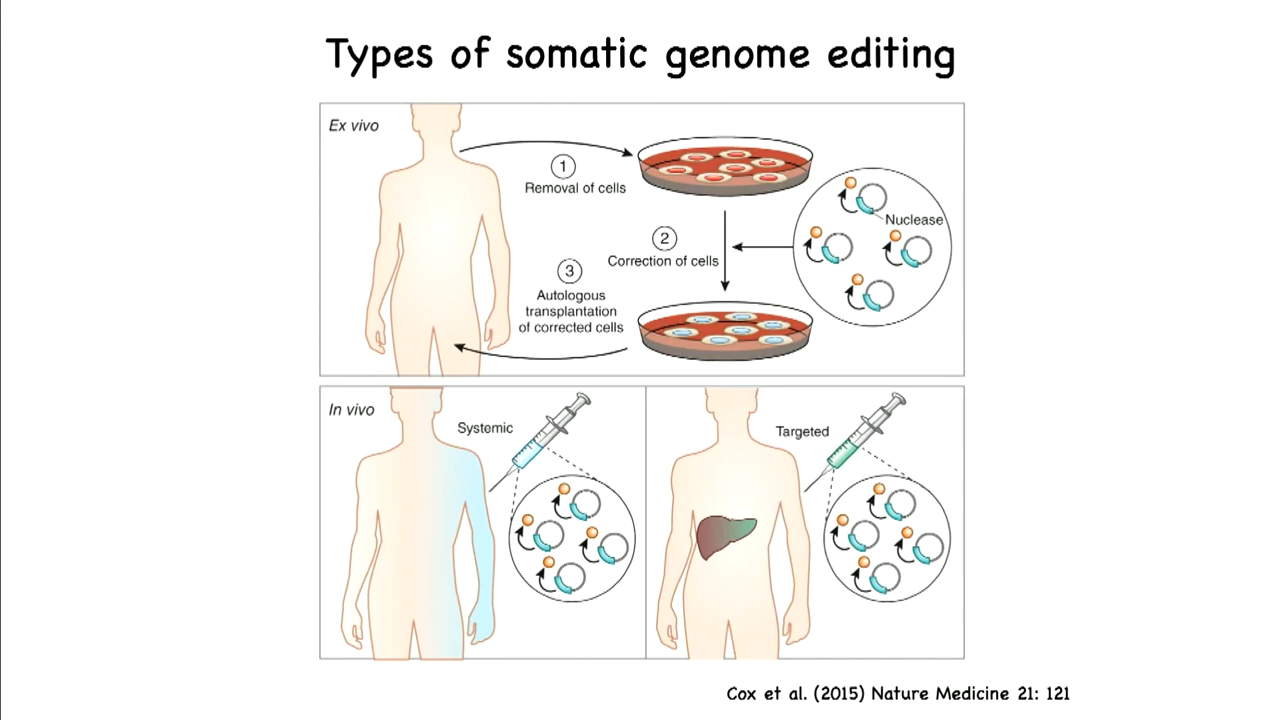 Types of somatic genome editing
Ex vivo
1
Removal of cells
Nuclease
2
Correction of cells
3
Autologous
transplantation
of corrected cells
In vivo
Systemic
Targeted
Cox et al. (2015) Nature Medicine 21: 121